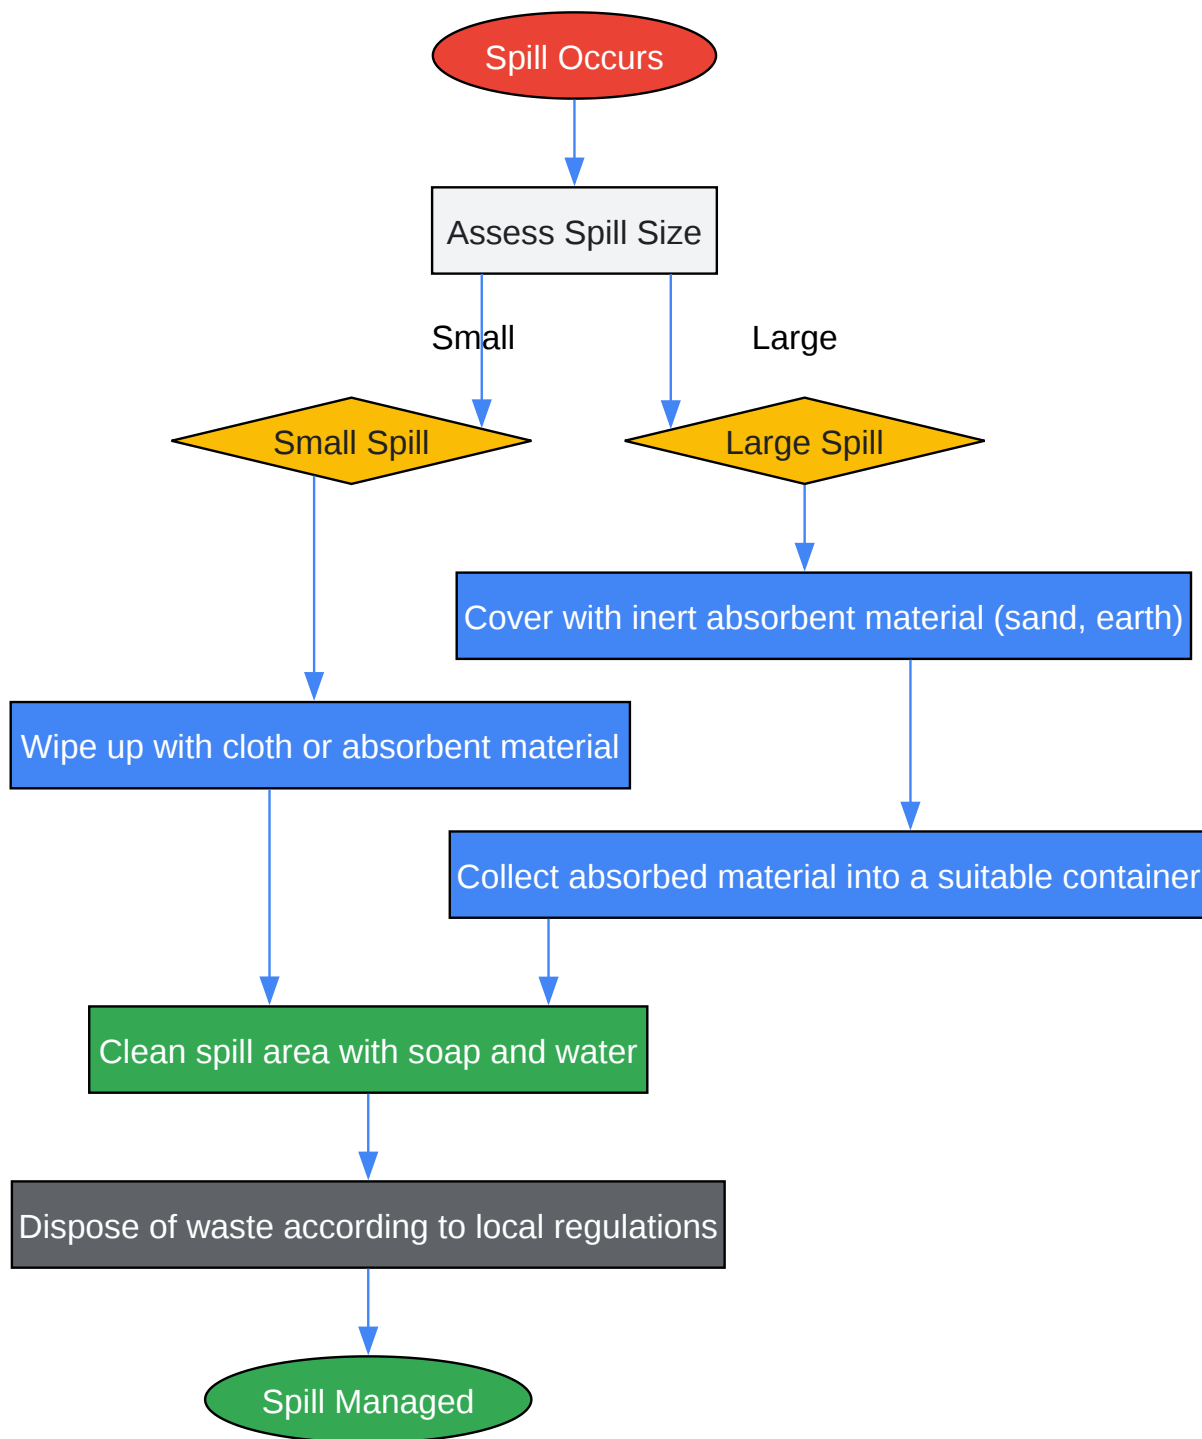 Spill Occurs
Assess Spill Size
Small
Large
Small Spill
Large Spill
Cover with inert absorbent material (sand, earth)
Wipe up with cloth or absorbent material
Collect absorbed material into a suitable container
Clean spill area with soap and water
Dispose of waste according to local regulations
Spill Managed